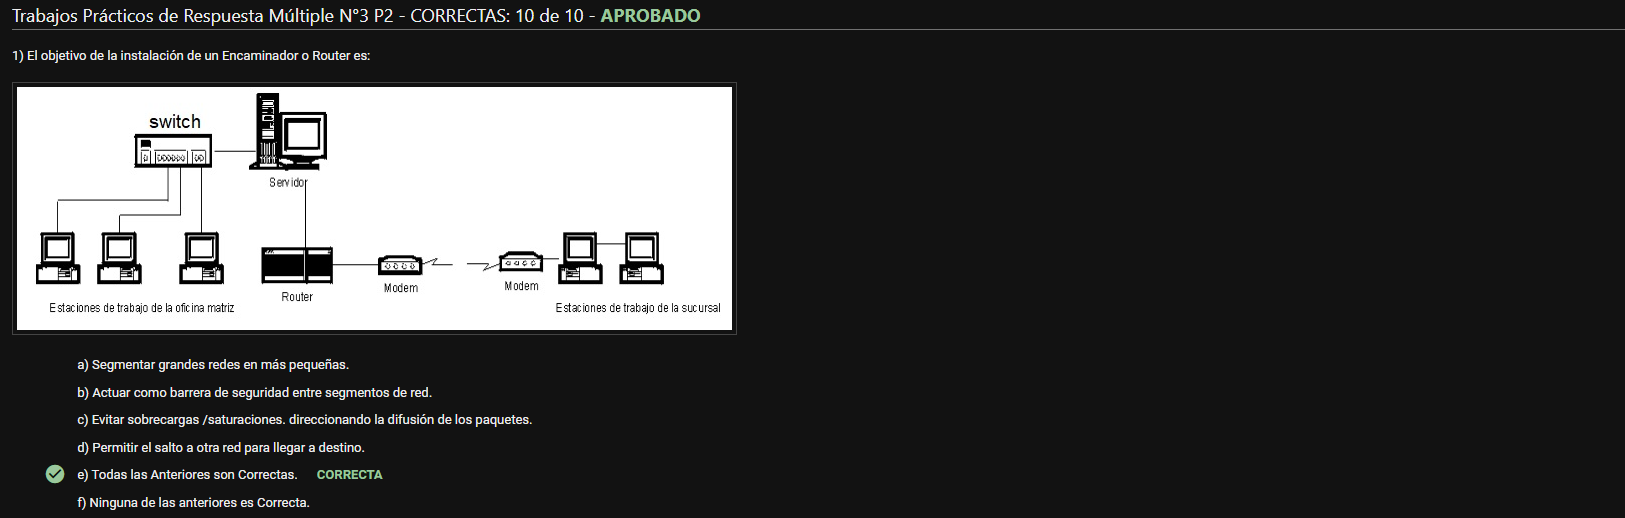 Trabajos Prácticos de Respuesta Múltiple N°3 P2 - CORRECTAS: 10 de 10 - APROBADO
1) El objetivo de la instalación de un Encaminador o Router es:
switch
Servidor
Router
Modem
Modem
Estaciones de trabajo de la oficina matriz
Estaciones de trabajo de la sucursal
a) Segmentar grandes redes en más pequeñas.
b) Actuar como barrera de seguridad entre segmentos de red.
c) Evitar sobrecargas /saturaciones. direccionando la difusión de los paquetes.
d) Permitir el salto a otra red para llegar a destino.
e) Todas las Anteriores son Correctas. CORRECTA
f) Ninguna de las anteriores es Correcta.